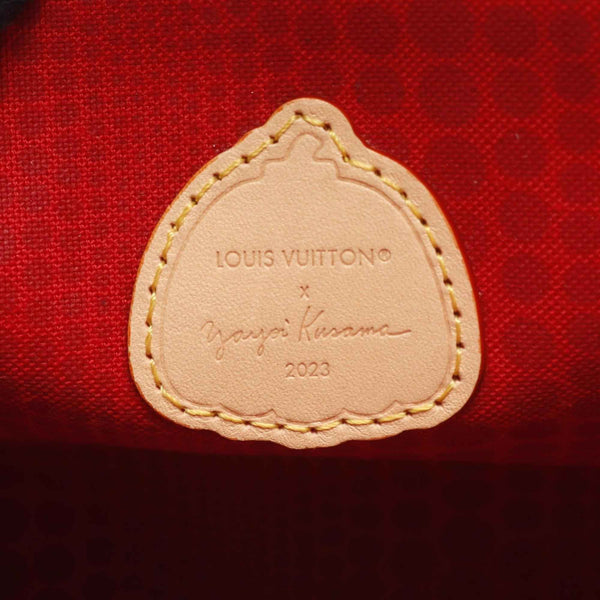 LOUIS VUITTON®
x
Yayoi Kusama
2023